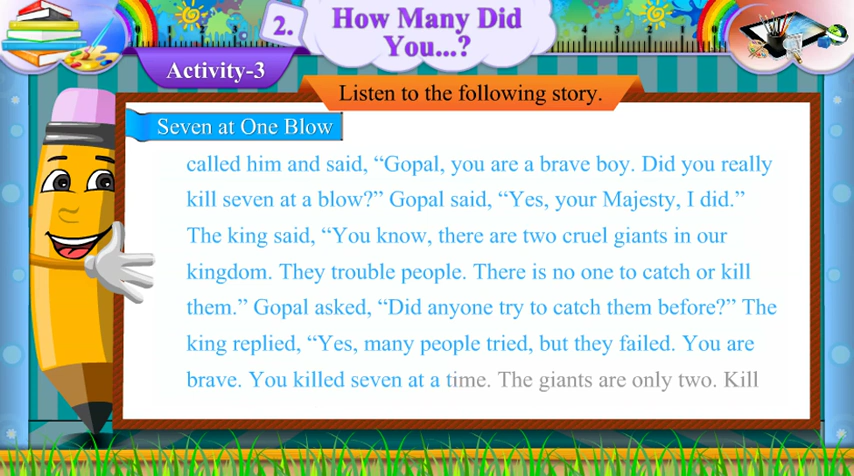 2.
How Many Did
You...?
Activity-3
Listen to the following story.
Seven at One Blow
called him and said, “Gopal, you are a brave boy. Did you really
kill seven at a blow?” Gopal said, “Yes, your Majesty, I did.”
The king said, “You know, there are two cruel giants in our
kingdom. They trouble people. There is no one to catch or kill
them.” Gopal asked, “Did anyone try to catch them before?” The
king replied, “Yes, many people tried, but they failed. You are
brave. You killed seven at a time. The giants are only two. Kill